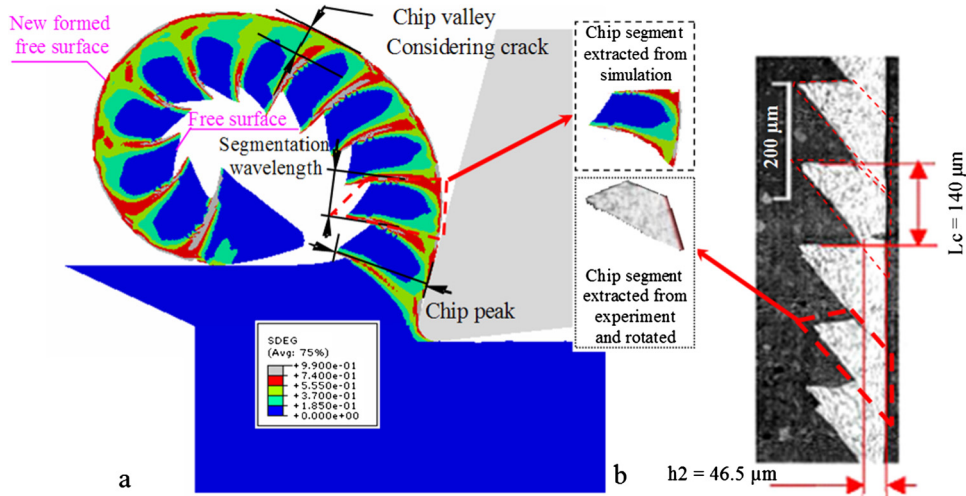 New formed
free surface
Chip valley
Considering crack
Free surface
Segmentation
wavelength
Chip peak
SDEG
(Avg: 75%)
+9.900e-01
+7.400e-01
+5.550e-01
+3.700e-01
+1.850e-01
+0.000e+00
a
Chip segment
extracted from
simulation
Chip segment
extracted from
experiment
and rotated
b
200 µm
Lc = 140 µm
h2 = 46.5 µm